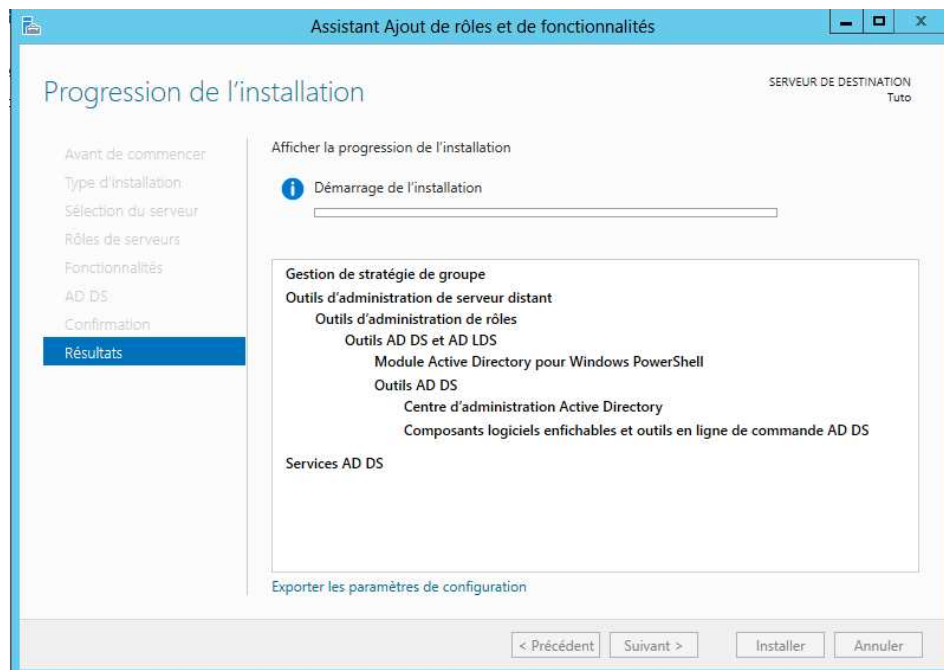 Assistant Ajout de rôles et de fonctionnalités
Progression de l'installation
SERVEUR DE DESTINATION
Tuto
Avant de commencer
Type d'installation
Sélection du serveur
Rôles de serveurs
Fonctionnalités
AD DS
Confirmation
Résultats
Afficher la progression de l'installation
Démarrage de l'installation
Gestion de stratégie de groupe
Outils d'administration de serveur distant
Outils d'administration de rôles
Outils AD DS et AD LDS
Module Active Directory pour Windows PowerShell
Outils AD DS
Centre d'administration Active Directory
Composants logiciels enfichables et outils en ligne de commande AD DS
Services AD DS
Exporter les paramètres de configuration
< Précédent Suivant > Installer Annuler